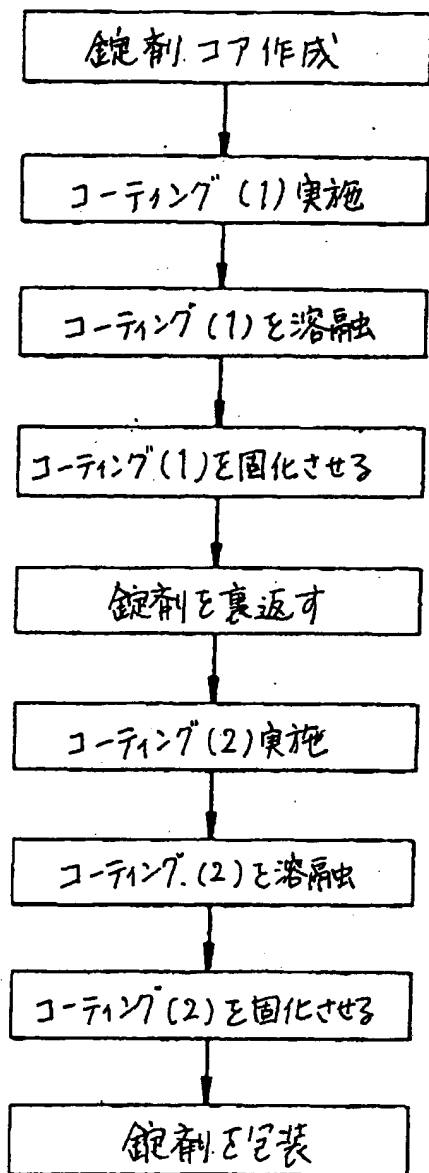 錠剤コア作成
コーティング(1)実施
コーティング(1)を溶融
コーティング(1)を固化させる
錠剤を裏返す
コーティング(2)実施
コーティング(2)を溶融
コーティング(2)を固化させる
錠剤を包装